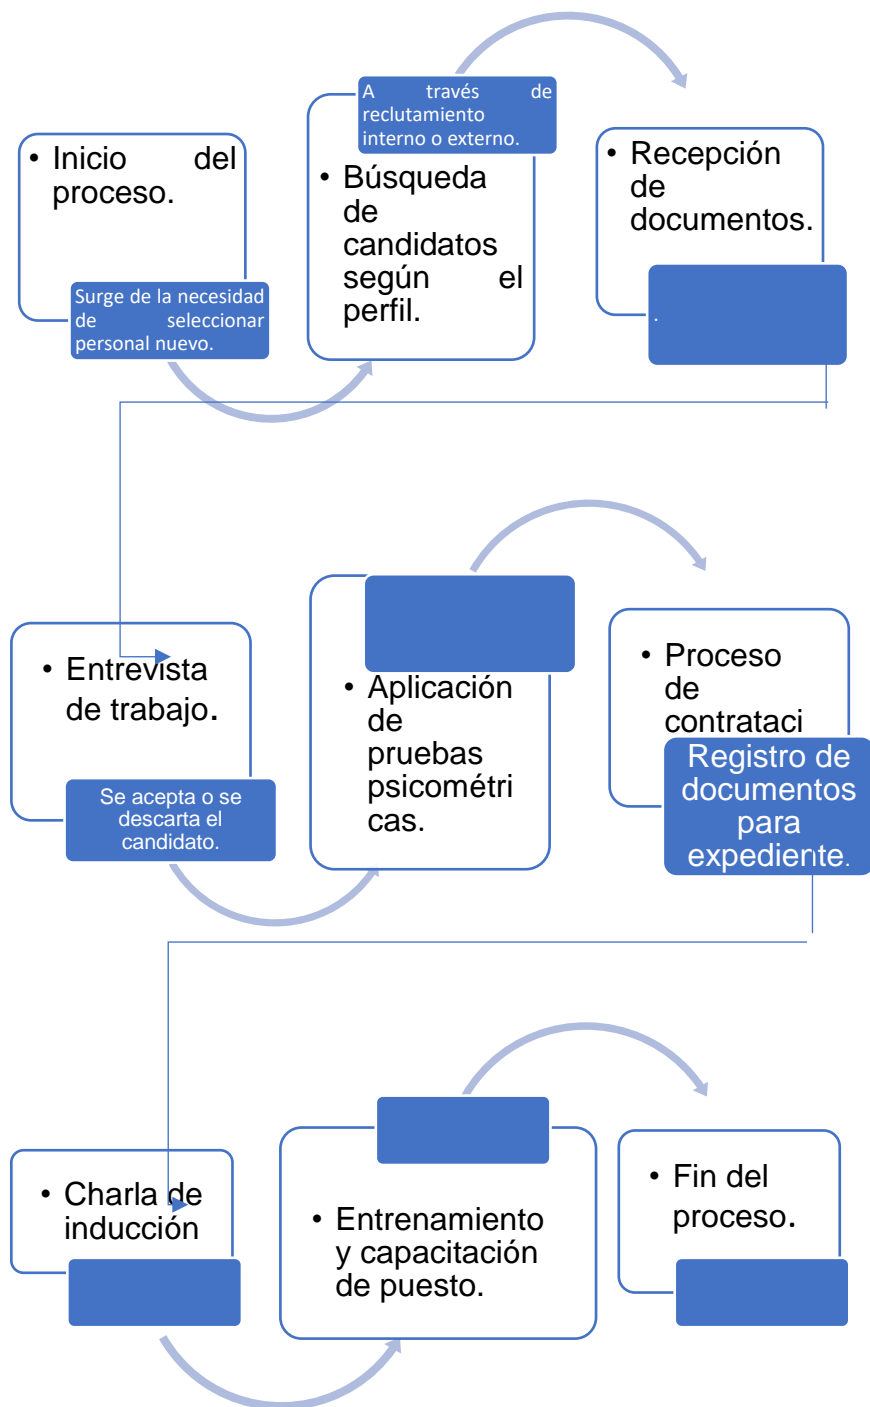 • Inicio del
proceso.
Surge de la necesidad
de seleccionar
personal nuevo.
A través de
reclutamiento
interno o externo.
• Búsqueda
de
candidatos
según el
perfil.
• Recepción
de
documentos.
.
• Entrevista
de trabajo.
Se acepta o se
descarta el
candidato.
• Aplicación
de
pruebas
psicométri
cas.
• Proceso
de
contrataci
Registro de
documentos
para
expediente.
• Charla de
inducción
• Entrenamiento
y capacitación
de puesto.
• Fin del
proceso.